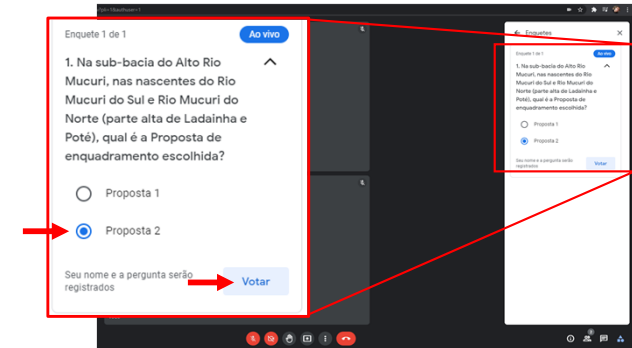 Enquete 1 de 1
Ao vivo
1. Na sub-bacia do Alto Rio
Mucuri, nas nascentes do Rio
Mucuri do Sul e Rio Mucuri do
Norte (parte alta de Ladainha e
Poté), qual é a Proposta de
enquadramento escolhida?
Proposta 1
Proposta 2
Seu nome e a pergunta serão
registrados
Votar
Enquetes
Enquete 1 de 1
Ao vivo
1. Na sub-bacia do Alto Rio
Mucuri, nas nascentes do Rio
Mucuri do Sul e Rio Mucuri do
Norte (parte alta de Ladainha e
Poté), qual é a Proposta de
enquadramento escolhida?
Proposta 1
Proposta 2
Seu nome e a pergunta serão
registrados
Votar